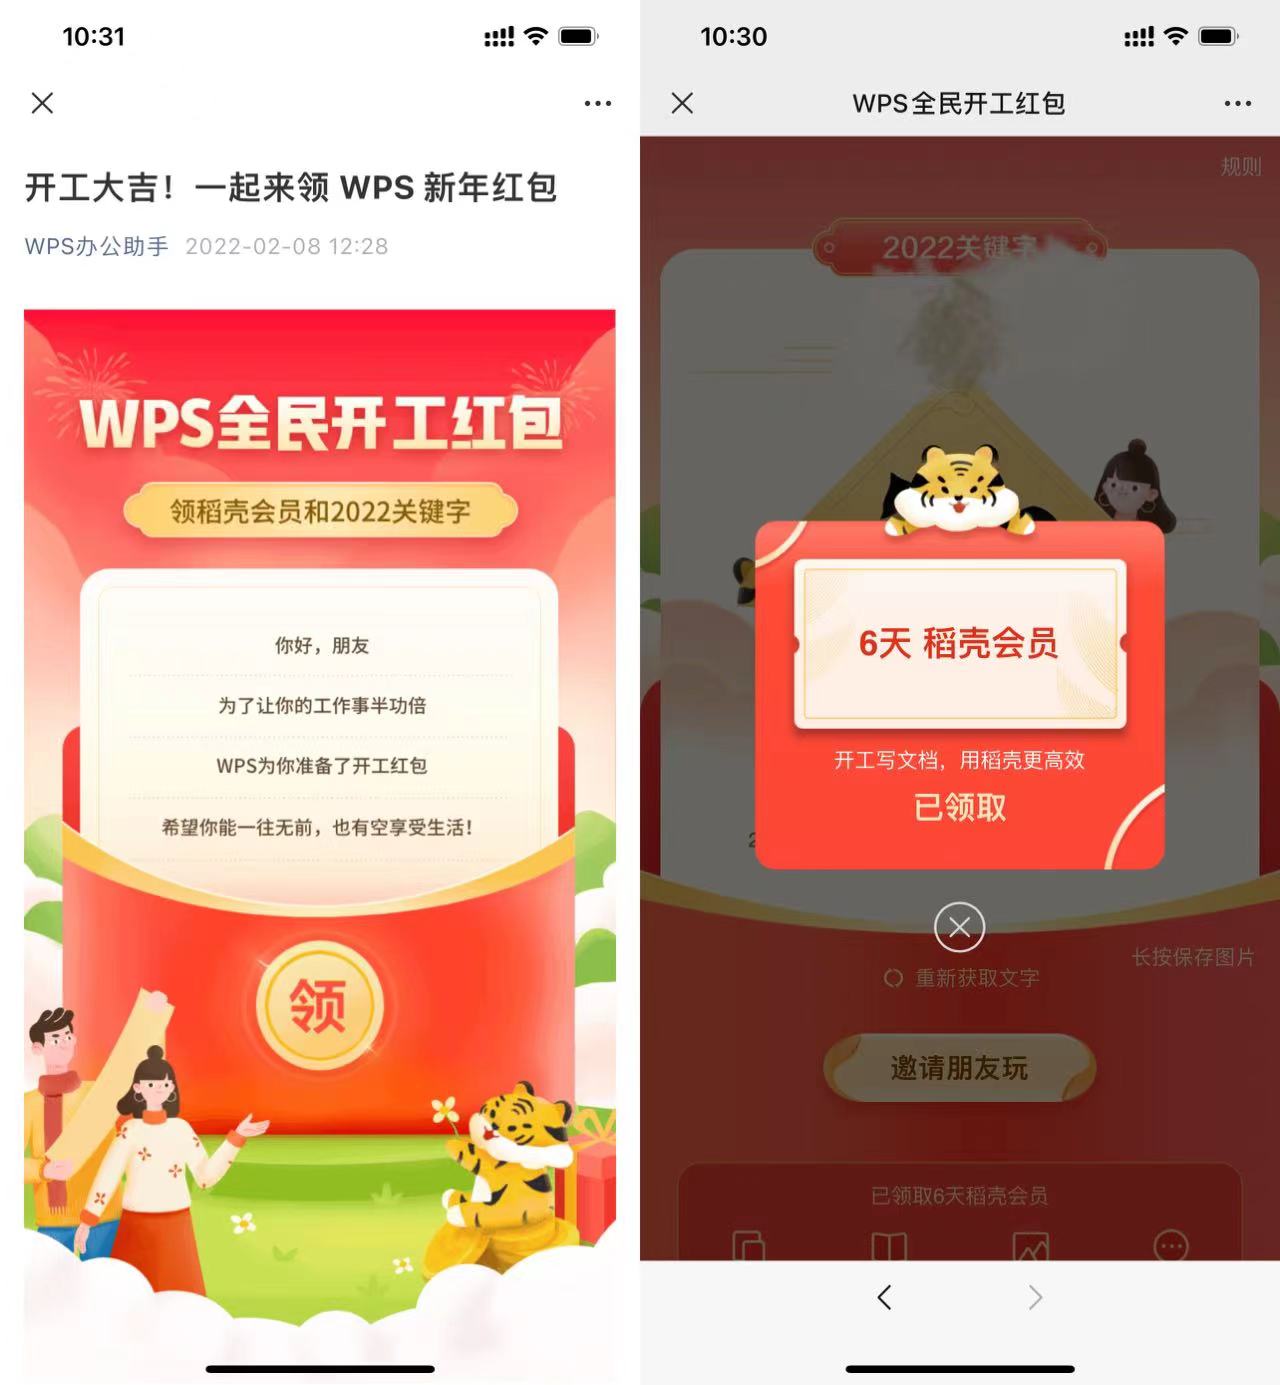 10:31
开工大吉！一起来领 WPS 新年红包
WPS办公助手 2022-02-08 12:28
WPS全民开工红包
领稻壳会员和2022关键字
你好，朋友
为了让你的工作事半功倍
WPS为你准备了开工红包
希望你能一往无前，也有空享受生活！
领
10:30
WPS全民开工红包
规则
2022关键字
6天 稻壳会员
开工写文档，用稻壳更高效
已领取
2
长按保存图片
重新获取文字
邀请朋友玩
已领取6天稻壳会员